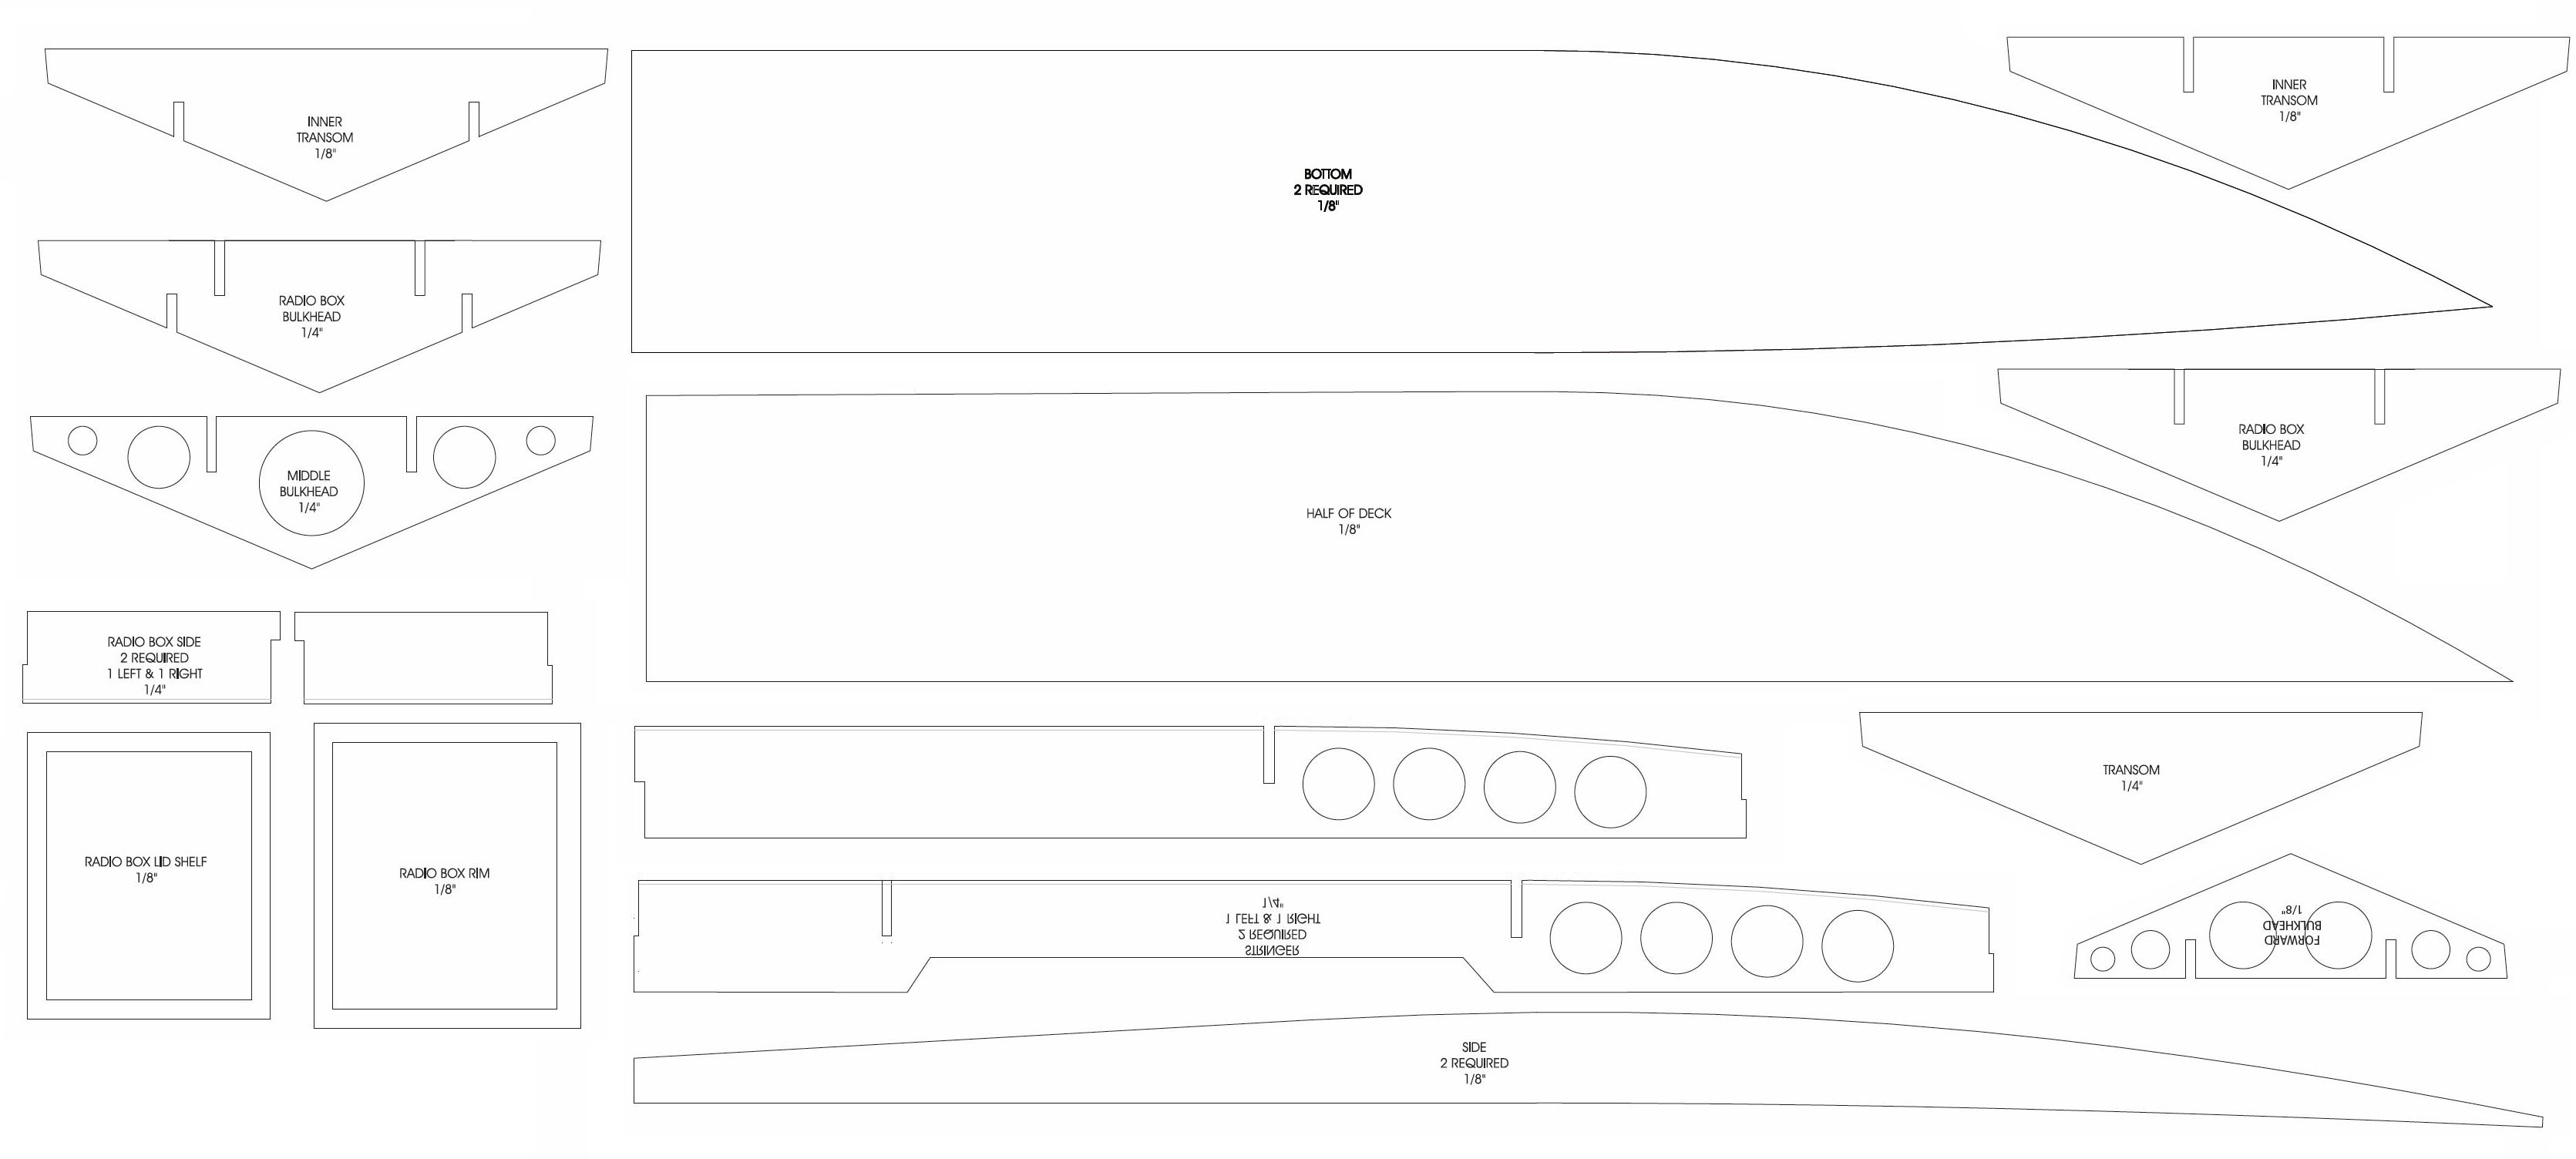 INNER
TRANSOM
1/8"
BOTTOM
2 REQUIRED
1/8"
INNER
TRANSOM
1/8"
RADIO BOX
BULKHEAD
1/4"
MIDDLE
BULKHEAD
1/4"
HALF OF DECK
1/8"
RADIO BOX
BULKHEAD
1/4"
RADIO BOX SIDE
2 REQUIRED
1 LEFT & 1 RIGHT
1/4"
RADIO BOX LID SHELF
1/8"
RADIO BOX RIM
1/8"
TRANSOM
1/4"
STRINGER
2 REQUIRED
1 LEFT & 1 RIGHT
1/4"
FORWARD
BULKHEAD
1/8"
SIDE
2 REQUIRED
1/8"